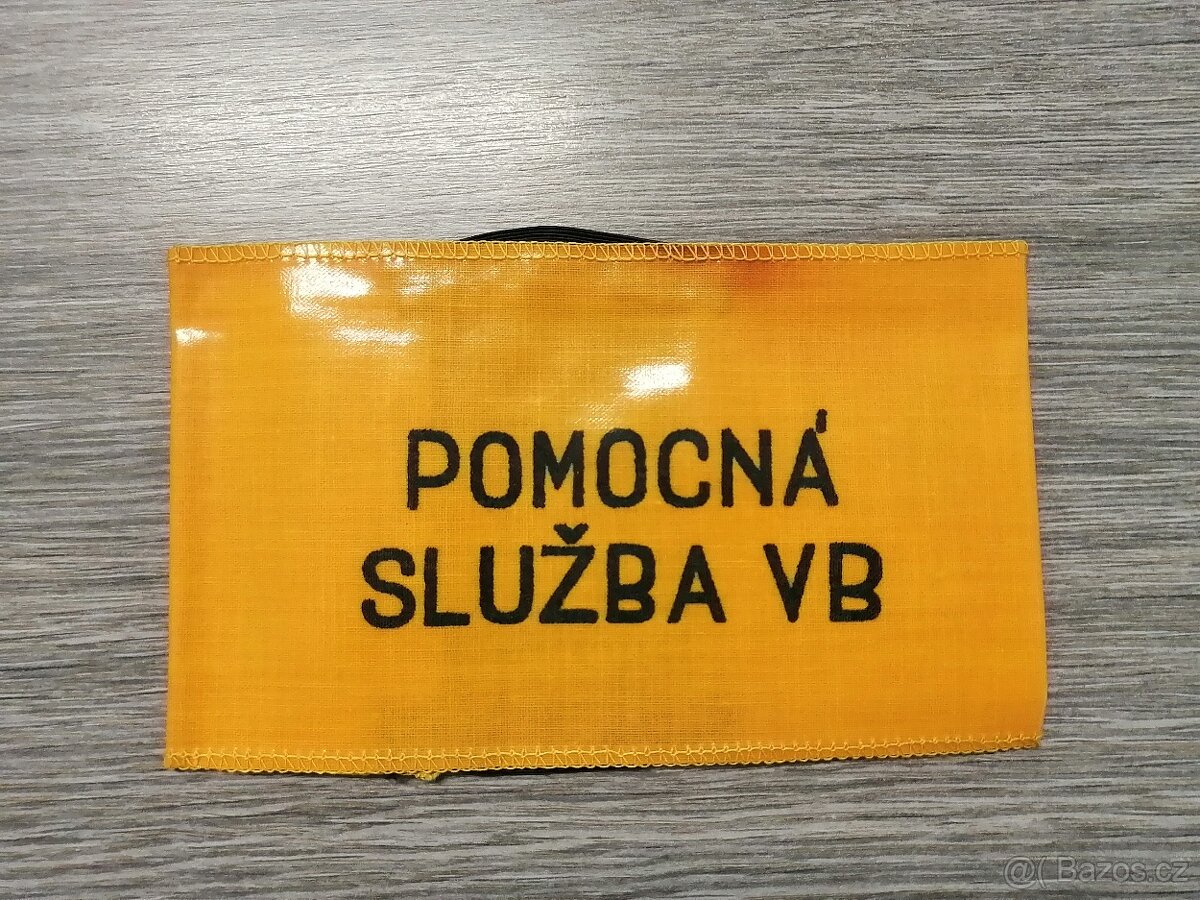 POMOCNÁ
SLUŽBA VB
@( Bazos.cz